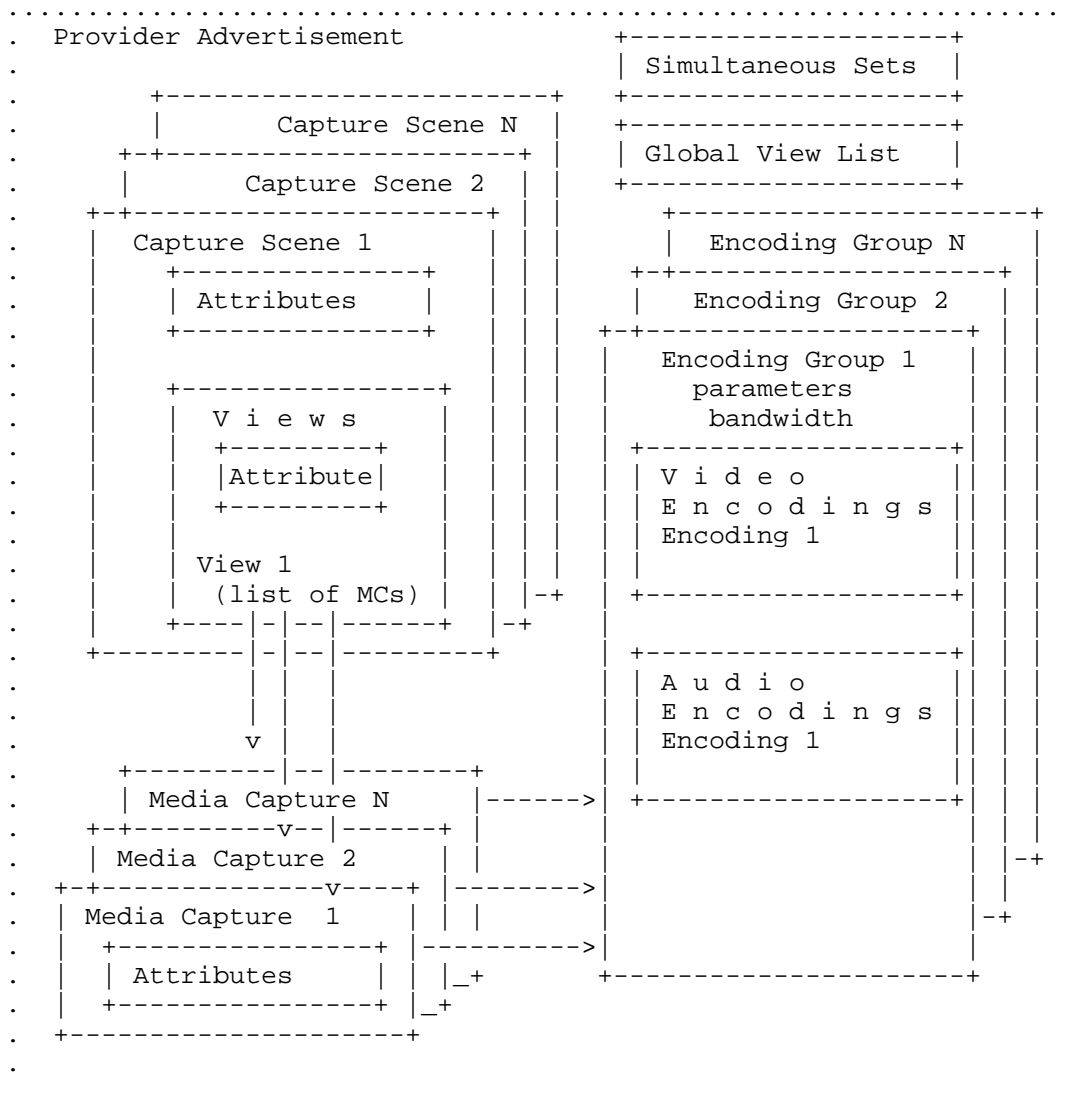 Provider Advertisement
Simultaneous Sets
Capture Scene N
Global View List
Capture Scene 2
Capture Scene 1
Encoding Group N
Attributes
Encoding Group 2
Encoding Group 1
parameters
V i e w s
bandwidth
Attribute
V i d e o
E n c o d i n g s
Encoding 1
View 1
(list of MCs)
A u d i o
E n c o d i n g s
Encoding 1
Media Capture N
Media Capture 2
Media Capture 1
Attributes